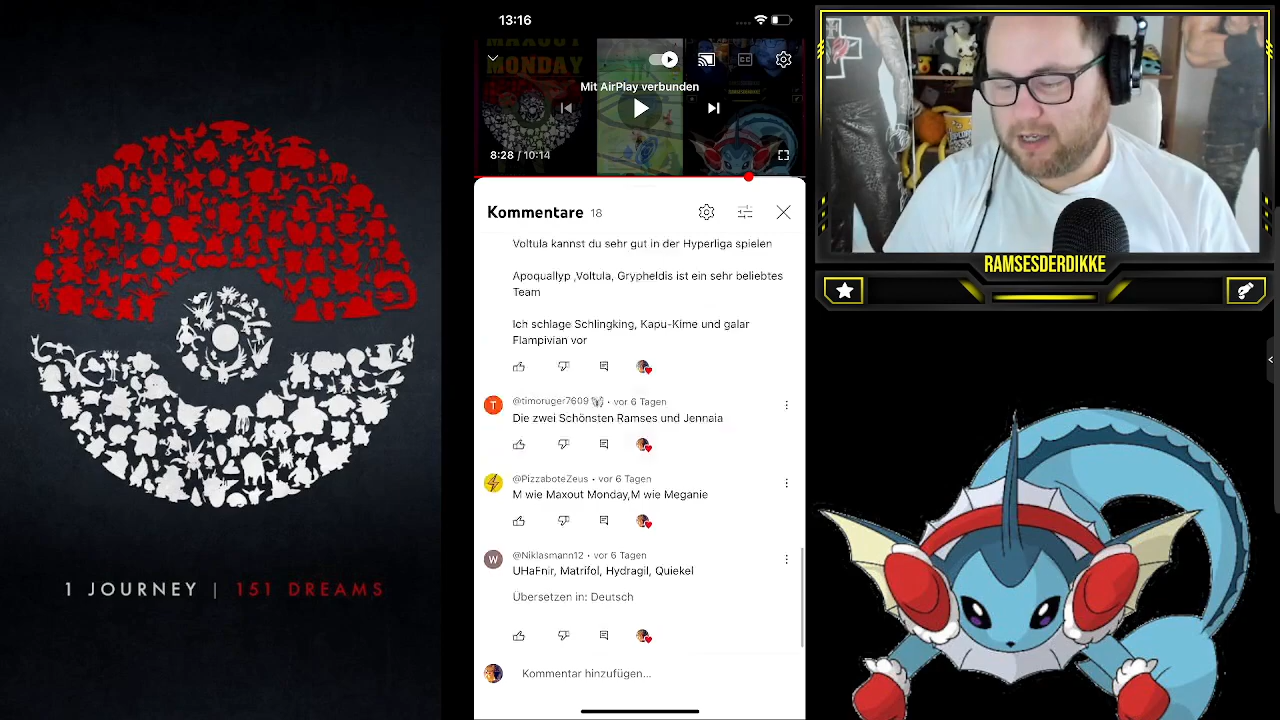 1 JOURNEY | 151 DREAMS
13:16
MAXOUT
MONDAY
CC
Mit AirPlay verbunden
RAMSESDERDIKKE
8:28 / 10:14
Kommentare 18
Voltula kannst du sehr gut in der Hyperliga spielen
Apoquallyp ,Voltula, Grypheldis ist ein sehr beliebtes
Team
Ich schlage Schlingking, Kapu-Kime und galar
Flampivian vor
T
@timoruger7609 • vor 6 Tagen
Die zwei Schönsten Ramses und Jennaia
@PizzaboteZeus • vor 6 Tagen
M wie Maxout Monday,M wie Meganie
W
@Niklasmann12 • vor 6 Tagen
UHaFnir, Matrifol, Hydragil, Quiekel
Übersetzen in: Deutsch
Kommentar hinzufügen...
RAMSESDERDIKKE